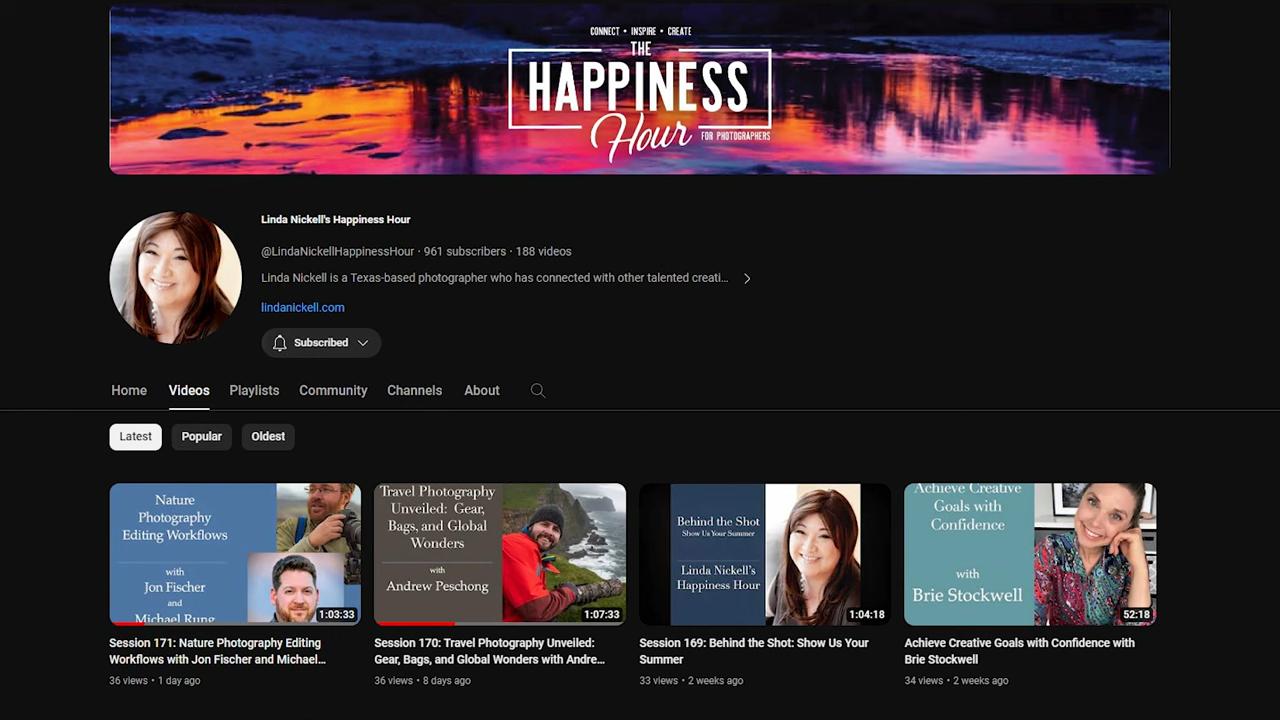 CONNECT • INSPIRE • CREATE
THE
HAPPINESS
Hour
FOR PHOTOGRAPHERS
Linda Nickell's Happiness Hour
@LindaNickellHappinessHour · 961 subscribers · 188 videos
Linda Nickell is a Texas-based photographer who has connected with other talented creati...
lindanickell.com
Subscribed
Home Videos Playlists Community Channels About
Latest Popular Oldest
Nature
Photography
Editing Workflows
with
Jon Fischer
and
Michael Rung
1:03:33
Travel Photography
Unveiled: Gear,
Bags, and Global
Wonders
with
Andrew Peschong
1:07:33
Behind the Shot
Show Us Your Summer
Linda Nickell's
Happiness Hour
1:04:18
Achieve Creative
Goals with
Confidence
with
Brie Stockwell
52:18
Session 171: Nature Photography Editing
Workflows with Jon Fischer and Michael...
36 views • 1 day ago
Session 170: Travel Photography Unveiled:
Gear, Bags, and Global Wonders with Andre...
36 views • 8 days ago
Session 169: Behind the Shot: Show Us Your
Summer
33 views • 2 weeks ago
Achieve Creative Goals with Confidence with
Brie Stockwell
34 views • 2 weeks ago